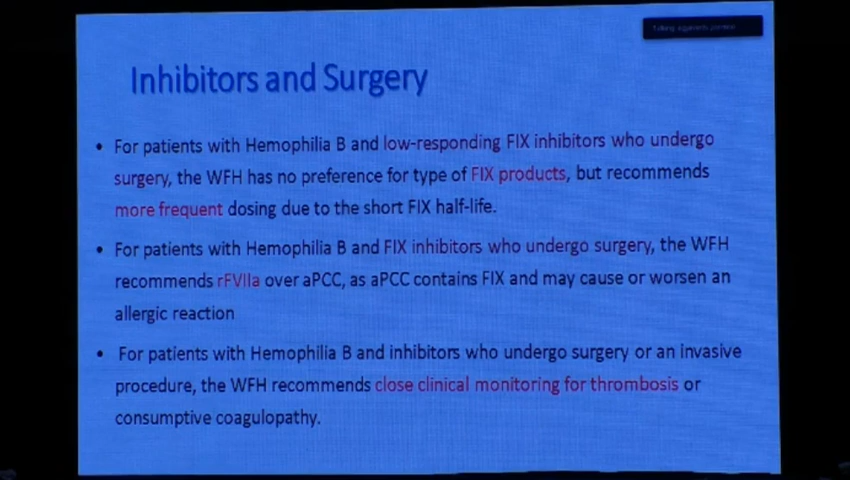 Inhibitors and Surgery
• For patients with Hemophilia B and low-responding FIX inhibitors who undergo
surgery, the WFH has no preference for type of FIX products, but recommends
more frequent dosing due to the short FIX half-life.
• For patients with Hemophilia B and FIX inhibitors who undergo surgery, the WFH
recommends rFVIIa over aPCC, as aPCC contains FIX and may cause or worsen an
allergic reaction
• For patients with Hemophilia B and inhibitors who undergo surgery or an invasive
procedure, the WFH recommends close clinical monitoring for thrombosis or
consumptive coagulopathy.